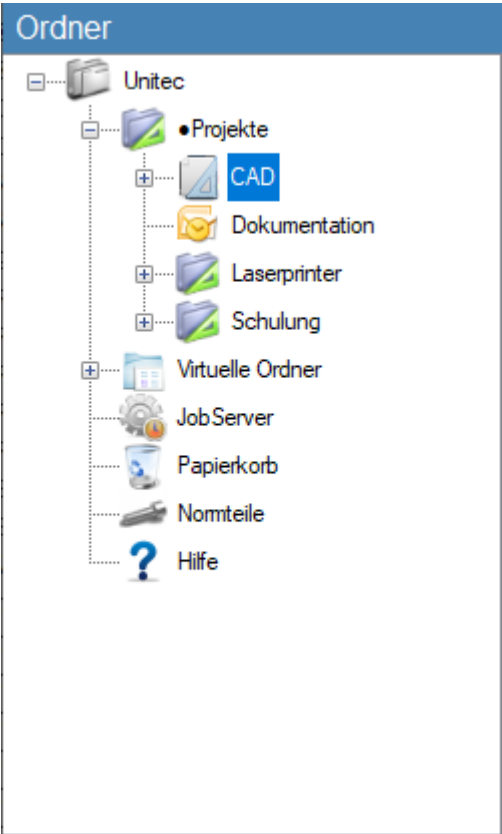 Ordner
Unitec
●Projekte
CAD
Dokumentation
Laserprinter
Schulung
Virtuelle Ordner
JobServer
Papierkorb
Normteile
Hilfe